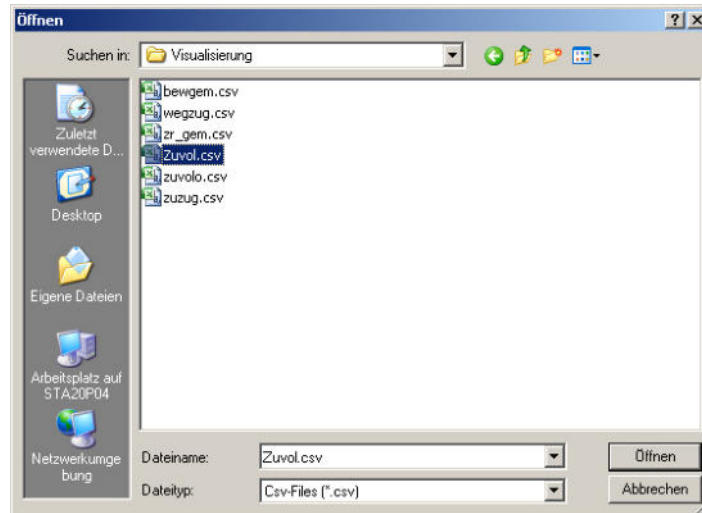 Öffnen
Suchen in:
Visualisierung
bewgem.csv
wegzug.csv
zr_gem.csv
Zuvol.csv
zuvolo.csv
zuzug.csv
Zuletzt
verwendete D...
Desktop
Eigene Dateien
Arbeitsplatz auf
STA20P04
Netzwerkumge
bung
Dateiname:
Zuvol.csv
Öffnen
Dateityp:
Csv-Files (*.csv)
Abbrechen